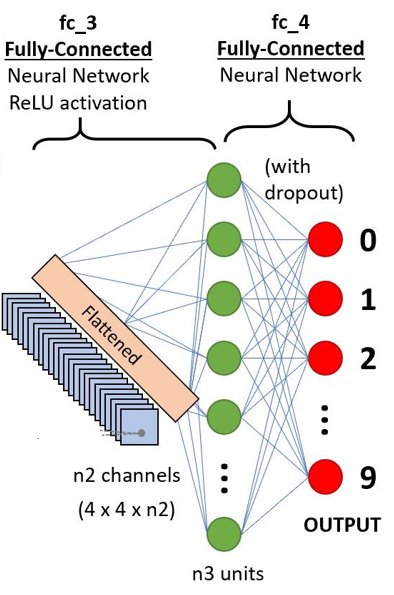 fc_3
Fully-Connected
Neural Network
ReLU activation
fc_4
Fully-Connected
Neural Network
(with
dropout)
Flattened
0
1
2
9
n2 channels
(4 x 4 x n2)
OUTPUT
n3 units